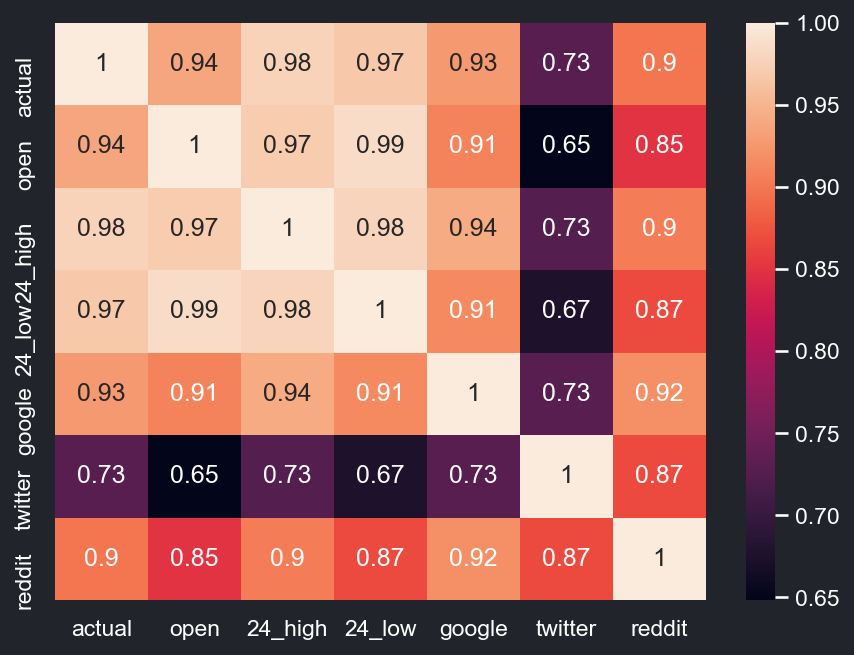 actual 1 0.94 0.98 0.97 0.93 0.73 0.9
open 0.94 1 0.97 0.99 0.91 0.65 0.85
24_high 0.98 0.97 1 0.98 0.94 0.73 0.9
24_low 0.97 0.99 0.98 1 0.91 0.67 0.87
google 0.93 0.91 0.94 0.91 1 0.73 0.92
twitter 0.73 0.65 0.73 0.67 0.73 1 0.87
reddit 0.9 0.85 0.9 0.87 0.92 0.87 1
actual open 24_high 24_low google twitter reddit
1.00
0.95
0.90
0.85
0.80
0.75
0.70
0.65